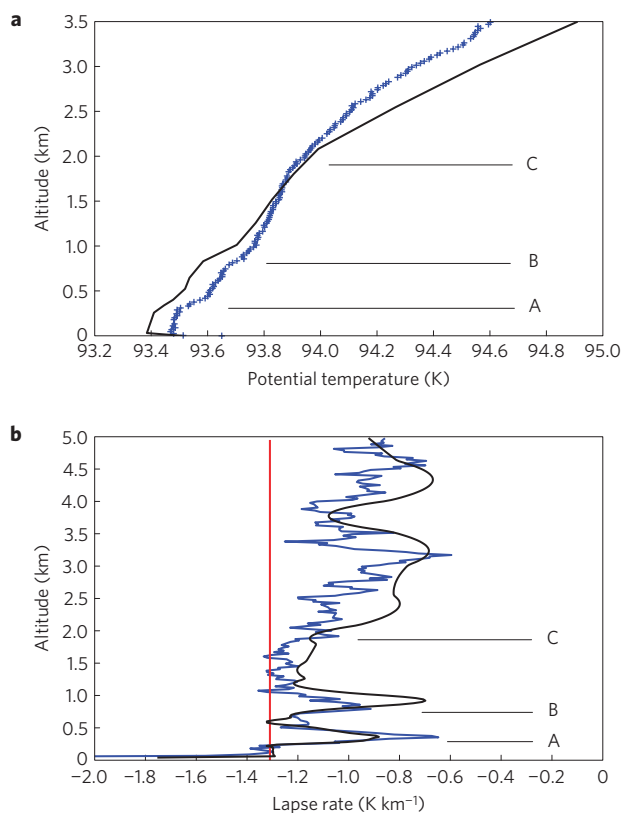 a
3.5
3.0
2.5
2.0
1.5
1.0
0.5
0
Altitude (km)
C
B
A
93.2 93.4 93.6 93.8 94.0 94.2 94.4 94.6 94.8 95.0
Potential temperature (K)
b
5.0
4.5
4.0
3.5
3.0
2.5
2.0
1.5
1.0
0.5
0
Altitude (km)
C
B
A
−2.0 −1.8 −1.6 −1.4 −1.2 −1.0 −0.8 −0.6 −0.4 −0.2 0
Lapse rate (K km⁻¹)